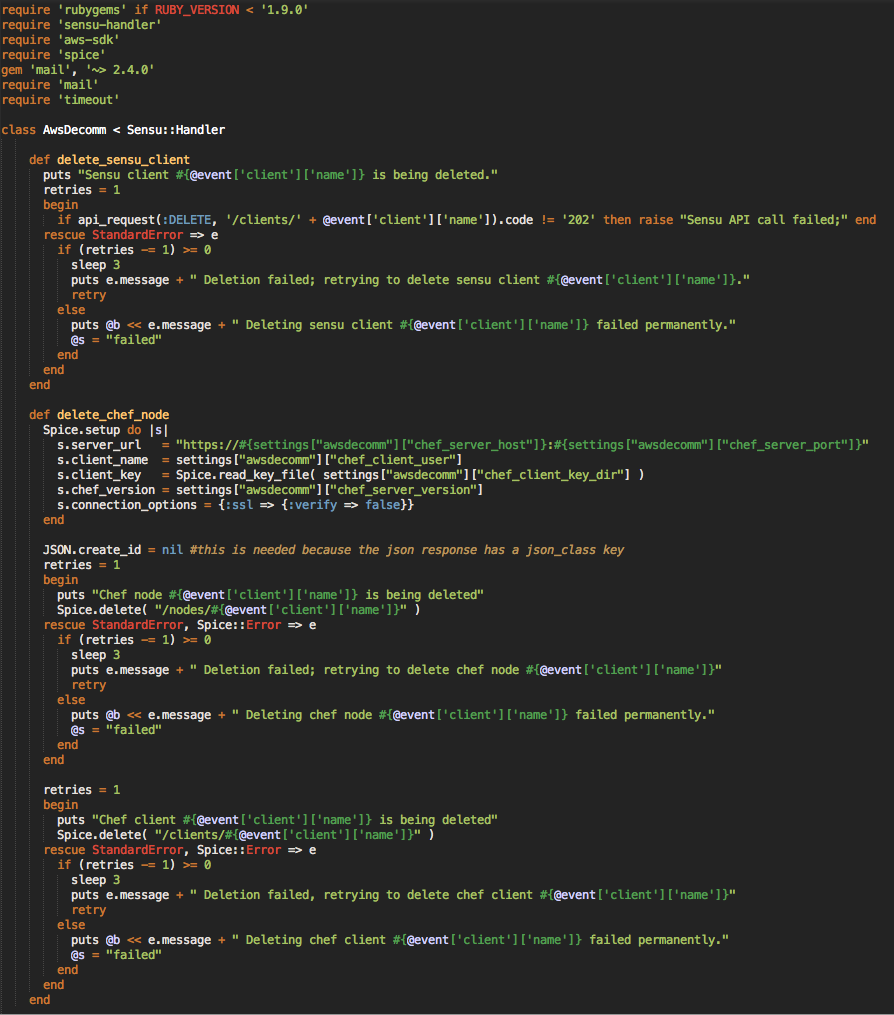 require 'rubygems' if RUBY_VERSION < '1.9.0'
require 'sensu-handler'
require 'aws-sdk'
require 'spice'
gem 'mail', '~> 2.4.0'
require 'mail'
require 'timeout'

class AwsDecomm < Sensu::Handler

    def delete_sensu_client
      puts "Sensu client #{@event['client']['name']} is being deleted."
      retries = 1
      begin
        if api_request(:DELETE, '/clients/' + @event['client']['name']).code != '202' then raise "Sensu API call failed;" end
      rescue StandardError => e
        if (retries -= 1) >= 0
          sleep 3
          puts e.message + " Deletion failed; retrying to delete sensu client #{@event['client']['name']}."
          retry
        else
          puts @b << e.message + " Deleting sensu client #{@event['client']['name']} failed permanently."
          @s = "failed"
        end
      end
    end

    def delete_chef_node
      Spice.setup do |s|
        s.server_url   = "https://#{settings["awsdecomm"]["chef_server_host"]}:#{settings["awsdecomm"]["chef_server_port"]}"
        s.client_name  = settings["awsdecomm"]["chef_client_user"]
        s.client_key   = Spice.read_key_file( settings["awsdecomm"]["chef_client_key_dir"] )
        s.chef_version = settings["awsdecomm"]["chef_server_version"]
        s.connection_options = {:ssl => {:verify => false}}
      end

      JSON.create_id = nil #this is needed because the json response has a json_class key
      retries = 1
      begin
        puts "Chef node #{@event['client']['name']} is being deleted"
        Spice.delete( "/nodes/#{@event['client']['name']}" )
      rescue StandardError, Spice::Error => e
        if (retries -= 1) >= 0
          sleep 3
          puts e.message + " Deletion failed; retrying to delete chef node #{@event['client']['name']}"
          retry
        else
          puts @b << e.message + " Deleting chef node #{@event['client']['name']} failed permanently."
          @s = "failed"
        end
      end

      retries = 1
      begin
        puts "Chef client #{@event['client']['name']} is being deleted"
        Spice.delete( "/clients/#{@event['client']['name']}" )
      rescue StandardError, Spice::Error => e
        if (retries -= 1) >= 0
          sleep 3
          puts e.message + " Deletion failed, retrying to delete chef client #{@event['client']['name']}"
          retry
        else
          puts @b << e.message + " Deleting chef client #{@event['client']['name']} failed permanently."
          @s = "failed"
        end
      end
    end